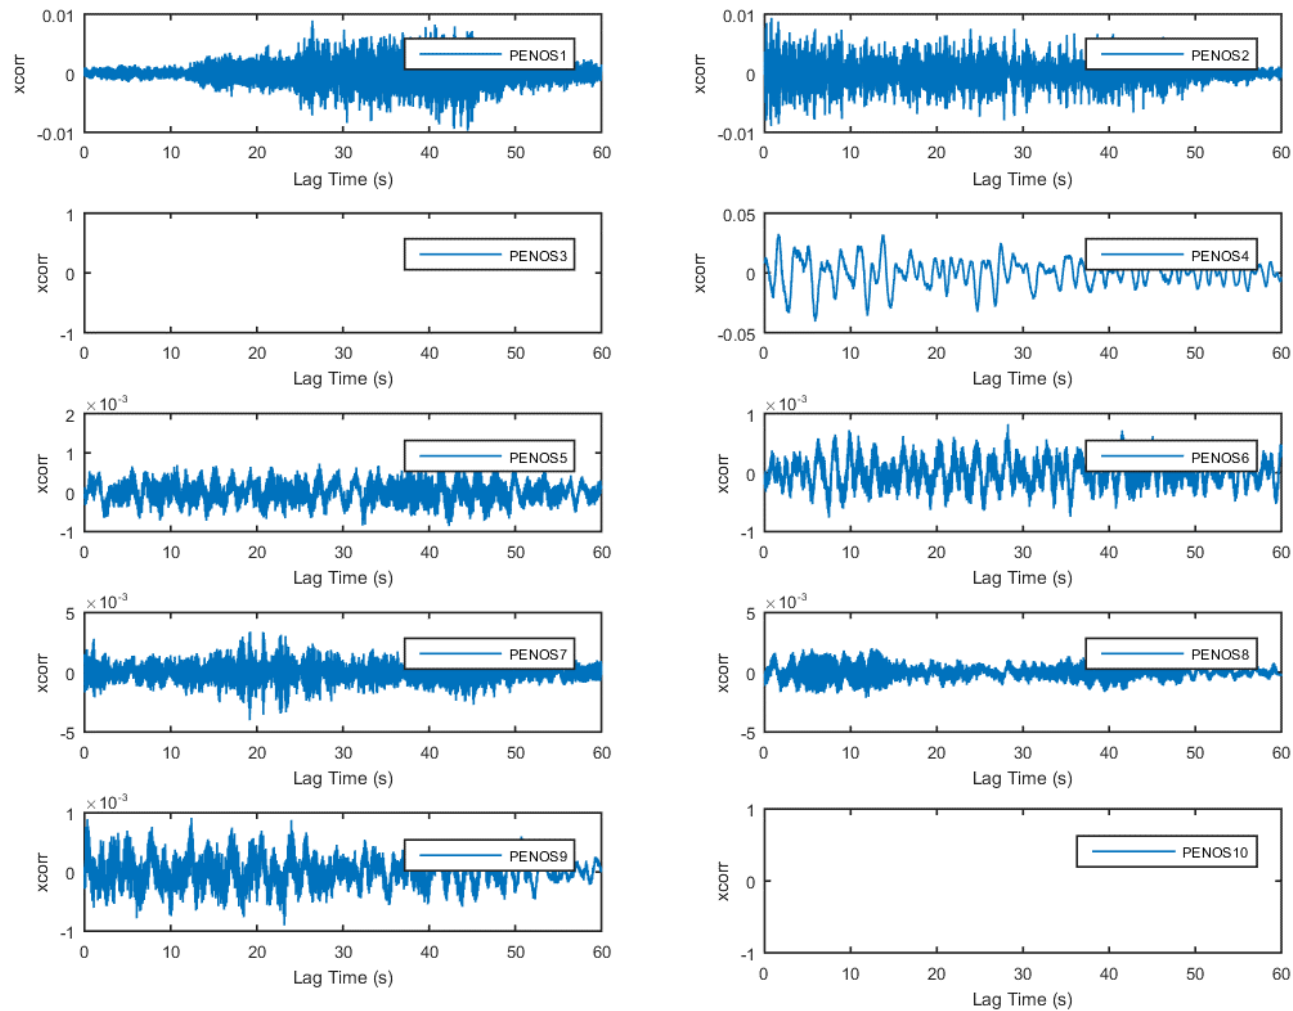 0.01
0
-0.01
xcorr
PENOS1
0 10 20 30 40 50 60
Lag Time (s)
0.01
0
-0.01
xcorr
PENOS2
0 10 20 30 40 50 60
Lag Time (s)
1
0
-1
xcorr
PENOS3
0 10 20 30 40 50 60
Lag Time (s)
0.05
0
-0.05
xcorr
PENOS4
0 10 20 30 40 50 60
Lag Time (s)
×10⁻³
2
1
0
-1
xcorr
PENOS5
0 10 20 30 40 50 60
Lag Time (s)
×10⁻³
1
0
-1
xcorr
PENOS6
0 10 20 30 40 50 60
Lag Time (s)
×10⁻³
5
0
-5
xcorr
PENOS7
0 10 20 30 40 50 60
Lag Time (s)
×10⁻³
5
0
-5
xcorr
PENOS8
0 10 20 30 40 50 60
Lag Time (s)
×10⁻³
1
0
-1
xcorr
PENOS9
0 10 20 30 40 50 60
Lag Time (s)
1
0
-1
xcorr
PENOS10
0 10 20 30 40 50 60
Lag Time (s)